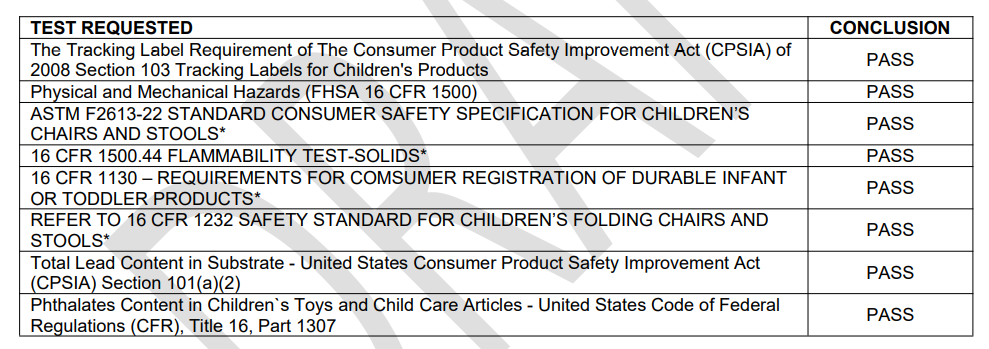 TEST REQUESTED CONCLUSION
The Tracking Label Requirement of The Consumer Product Safety Improvement Act (CPSIA) of
2008 Section 103 Tracking Labels for Children's Products
PASS
Physical and Mechanical Hazards (FHSA 16 CFR 1500) PASS
ASTM F2613-22 STANDARD CONSUMER SAFETY SPECIFICATION FOR CHILDREN’S
CHAIRS AND STOOLS*
PASS
16 CFR 1500.44 FLAMMABILITY TEST-SOLIDS* PASS
16 CFR 1130 – REQUIREMENTS FOR COMSUMER REGISTRATION OF DURABLE INFANT
OR TODDLER PRODUCTS*
PASS
REFER TO 16 CFR 1232 SAFETY STANDARD FOR CHILDREN’S FOLDING CHAIRS AND
STOOLS*
PASS
Total Lead Content in Substrate - United States Consumer Product Safety Improvement Act
(CPSIA) Section 101(a)(2)
PASS
Phthalates Content in Children`s Toys and Child Care Articles - United States Code of Federal
Regulations (CFR), Title 16, Part 1307
PASS